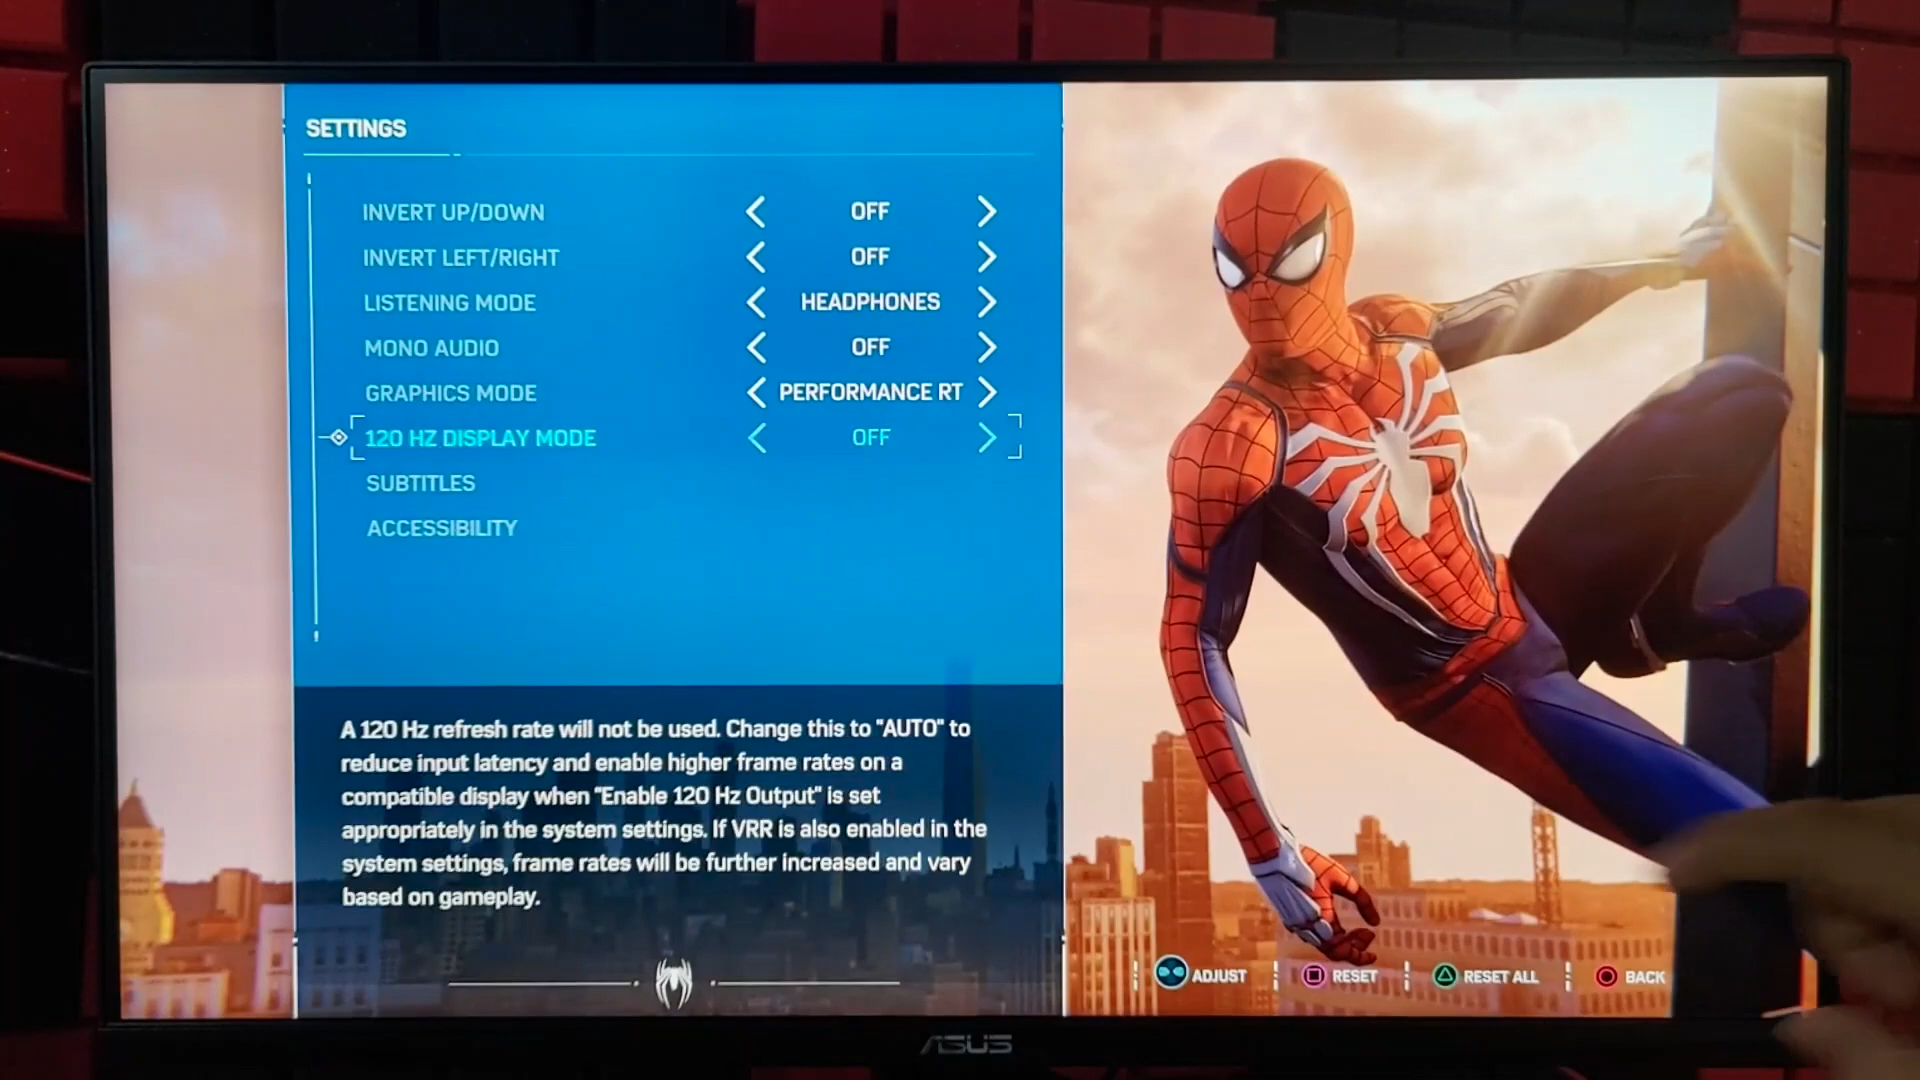 SETTINGS
INVERT UP/DOWN OFF
INVERT LEFT/RIGHT OFF
LISTENING MODE HEADPHONES
MONO AUDIO OFF
GRAPHICS MODE PERFORMANCE RT
120 HZ DISPLAY MODE OFF
SUBTITLES
ACCESSIBILITY
A 120 Hz refresh rate will not be used. Change this to "AUTO" to
reduce input latency and enable higher frame rates on a
compatible display when "Enable 120 Hz Output" is set
appropriately in the system settings. If VRR is also enabled in the
system settings, frame rates will be further increased and vary
based on gameplay.
ADJUST RESET RESET ALL BACK
ASUS